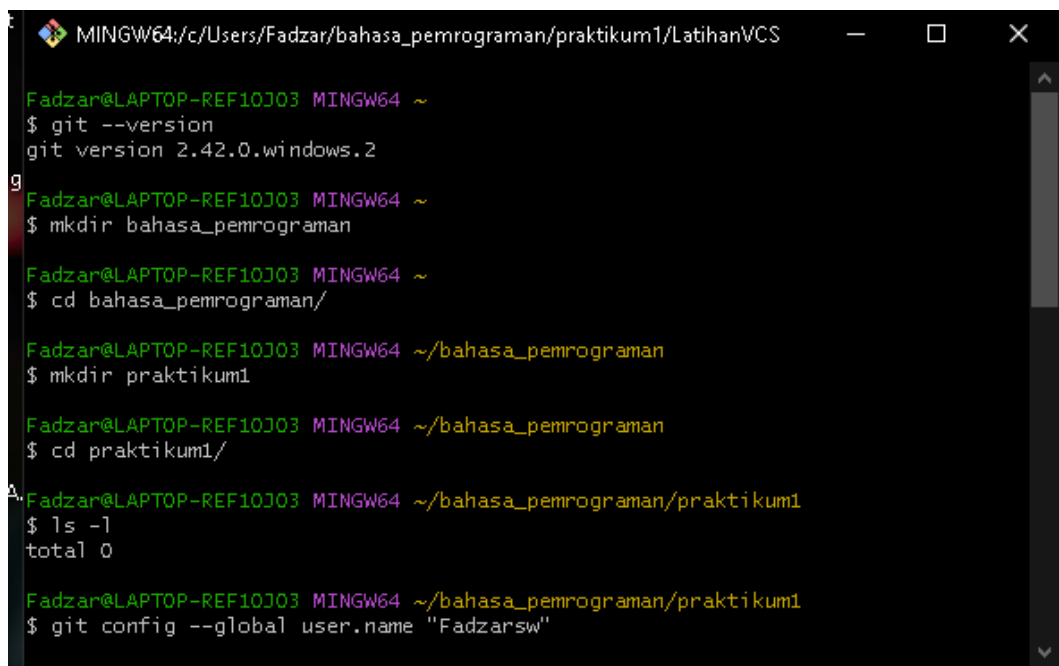 MINGW64:/c/Users/Fadzar/bahasa_pemrograman/praktikum1/LatihanVCS
Fadzar@LAPTOP-REF1OJO3 MINGW64 ~
$ git --version
git version 2.42.0.windows.2
Fadzar@LAPTOP-REF1OJO3 MINGW64 ~
$ mkdir bahasa_pemrograman
Fadzar@LAPTOP-REF1OJO3 MINGW64 ~
$ cd bahasa_pemrograman/
Fadzar@LAPTOP-REF1OJO3 MINGW64 ~/bahasa_pemrograman
$ mkdir praktikum1
Fadzar@LAPTOP-REF1OJO3 MINGW64 ~/bahasa_pemrograman
$ cd praktikum1/
Fadzar@LAPTOP-REF1OJO3 MINGW64 ~/bahasa_pemrograman/praktikum1
$ ls -l
total 0
Fadzar@LAPTOP-REF1OJO3 MINGW64 ~/bahasa_pemrograman/praktikum1
$ git config --global user.name "Fadzarsw"